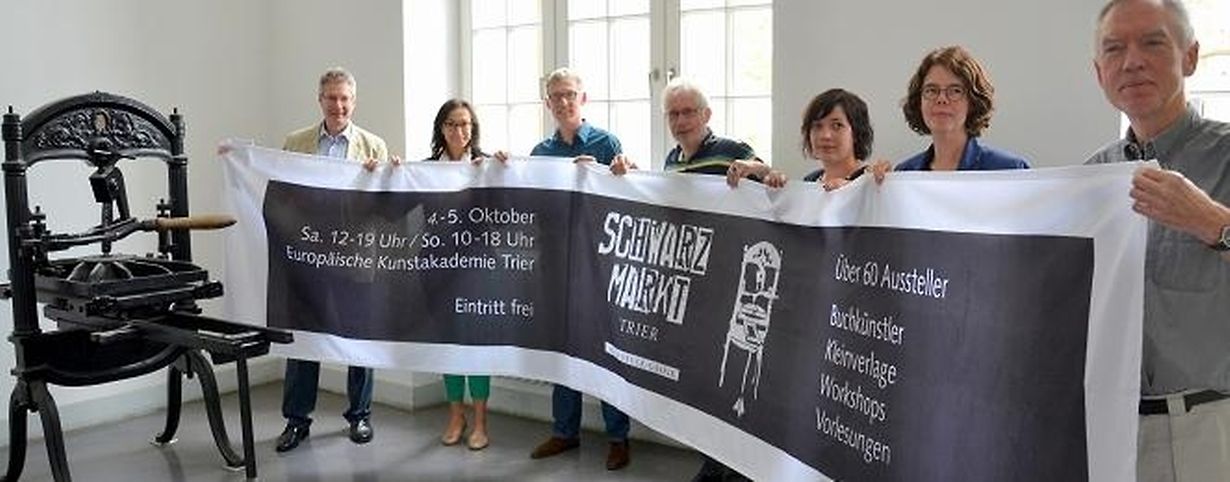 4.-5. Oktober
Sa. 12-19 Uhr / So. 10-18 Uhr
Europäische Kunstakademie Trier
Eintritt frei
SCHWARZ
MARKT
TRIER
Über 60 Aussteller
Buchkünstler
Kleinverlage
Workshops
Vorlesungen